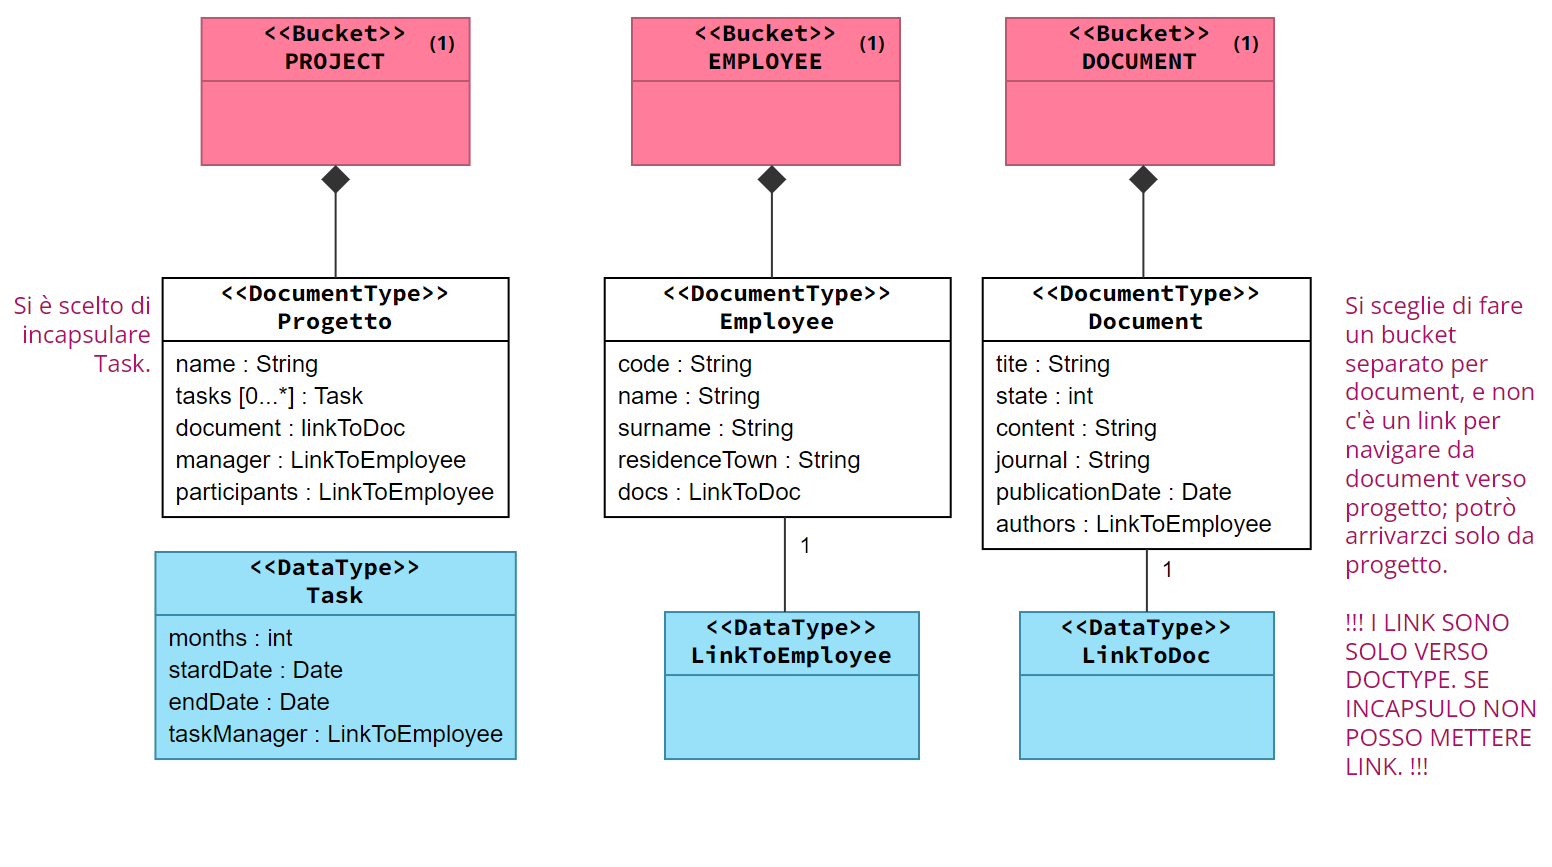 <<Bucket>>
PROJECT
(1)
<<Bucket>>
EMPLOYEE
(1)
<<Bucket>>
DOCUMENT
(1)
Si è scelto di
incapsulare
Task.
<<DocumentType>>
Progetto
name : String
tasks [0...*] : Task
document : linkToDoc
manager : LinkToEmployee
participants : LinkToEmployee
<<DocumentType>>
Employee
code : String
name : String
surname : String
residenceTown : String
docs : LinkToDoc
1
<<DocumentType>>
Document
tite : String
state : int
content : String
journal : String
publicationDate : Date
authors : LinkToEmployee
1
Si sceglie di fare
un bucket
separato per
document, e non
c'è un link per
navigare da
document verso
progetto; potrò
arrivarzci solo da
progetto.
!!! I LINK SONO
SOLO VERSO
DOCTYPE. SE
INCAPSULO NON
POSSO METTERE
LINK. !!!
<<DataType>>
Task
months : int
stardDate : Date
endDate : Date
taskManager : LinkToEmployee
<<DataType>>
LinkToEmployee
<<DataType>>
LinkToDoc